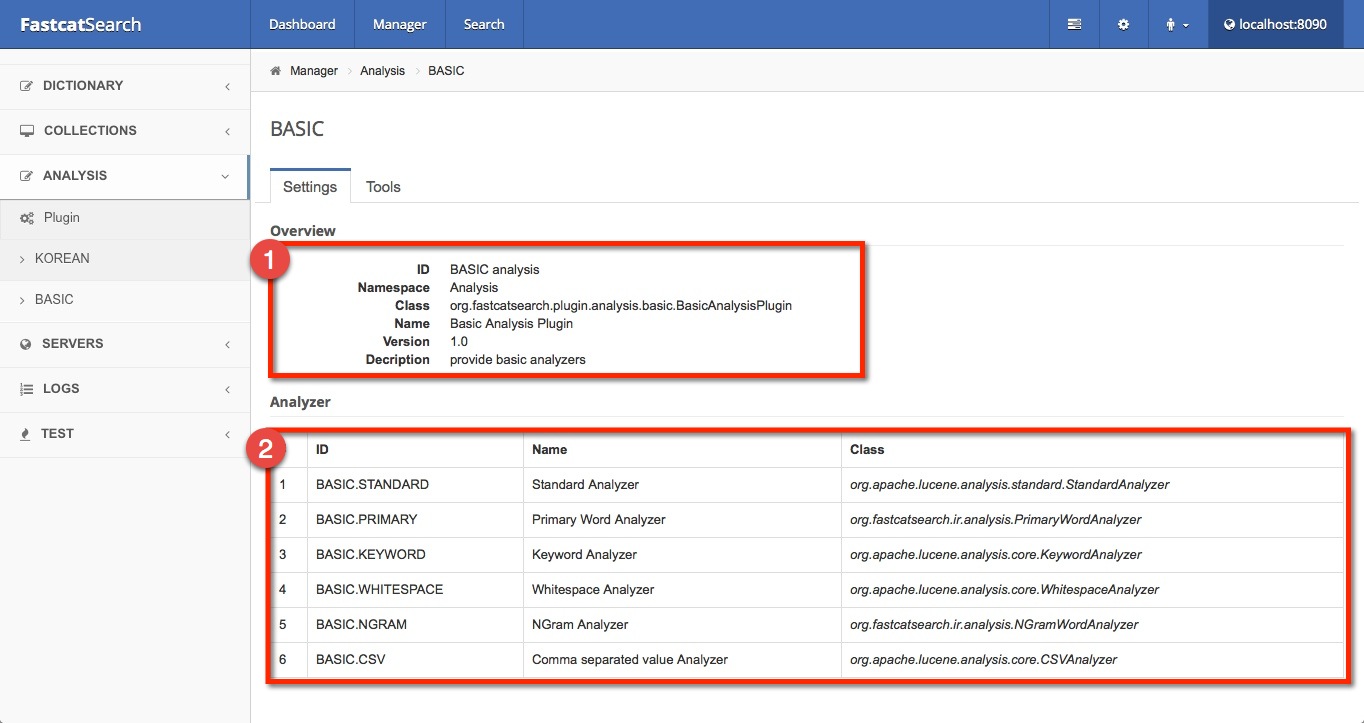 FastcatSearch Dashboard Manager Search localhost:8090
Manager Analysis BASIC
DICTIONARY
COLLECTIONS
ANALYSIS
Plugin
KOREAN
BASIC
SERVERS
LOGS
TEST
BASIC
Settings Tools
Overview
1
ID BASIC analysis
Namespace Analysis
Class org.fastcatsearch.plugin.analysis.basic.BasicAnalysisPlugin
Name Basic Analysis Plugin
Version 1.0
Decription provide basic analyzers
Analyzer
2
ID Name Class
1 BASIC.STANDARD Standard Analyzer org.apache.lucene.analysis.standard.StandardAnalyzer
2 BASIC.PRIMARY Primary Word Analyzer org.fastcatsearch.ir.analysis.PrimaryWordAnalyzer
3 BASIC.KEYWORD Keyword Analyzer org.apache.lucene.analysis.core.KeywordAnalyzer
4 BASIC.WHITESPACE Whitespace Analyzer org.apache.lucene.analysis.core.WhitespaceAnalyzer
5 BASIC.NGRAM NGram Analyzer org.fastcatsearch.ir.analysis.NGramWordAnalyzer
6 BASIC.CSV Comma separated value Analyzer org.apache.lucene.analysis.core.CSVAnalyzer